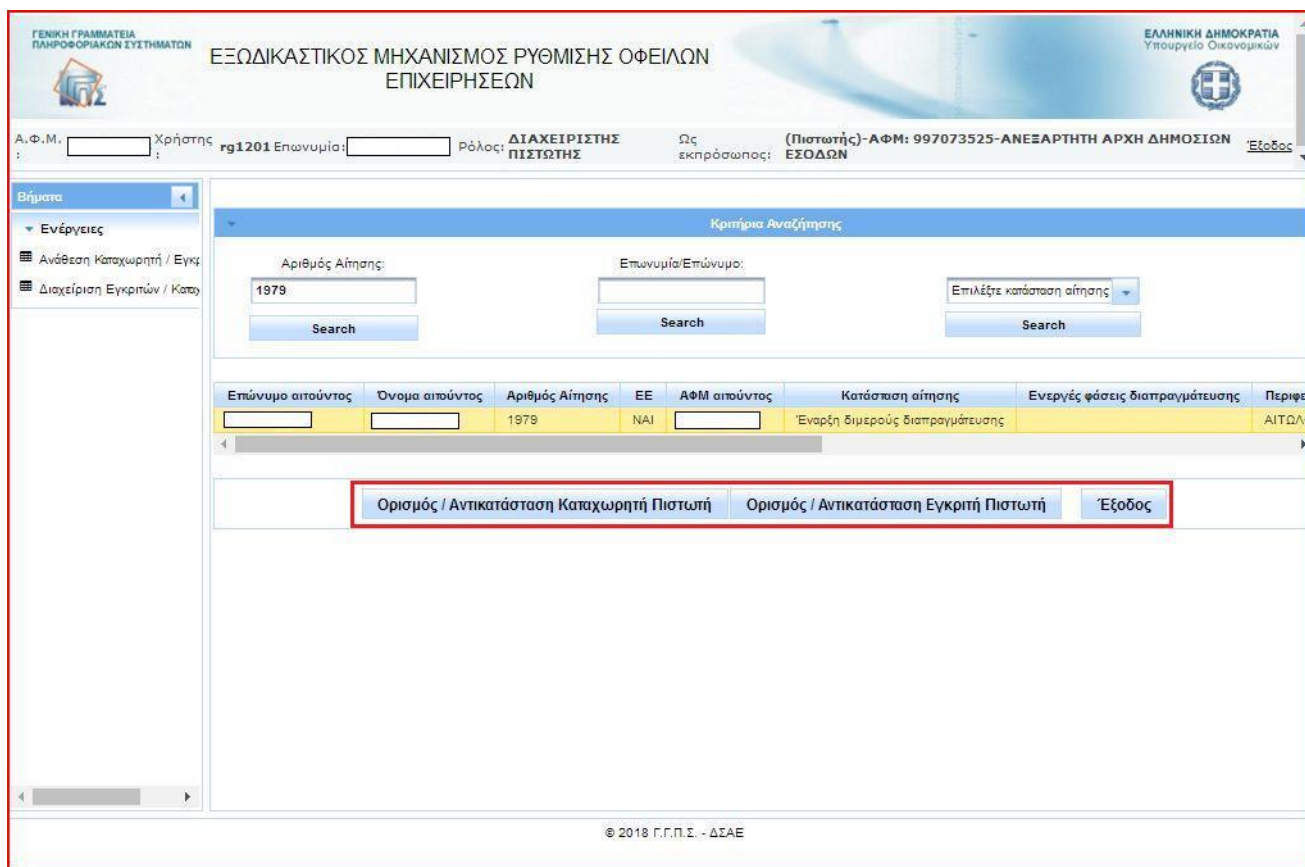 ΓΕΝΙΚΗ ΓΡΑΜΜΑΤΕΙΑ
ΠΛΗΡΟΦΟΡΙΑΚΩΝ ΣΥΣΤΗΜΑΤΩΝ
ΕΞΩΔΙΚΑΣΤΙΚΟΣ ΜΗΧΑΝΙΣΜΟΣ ΡΥΘΜΙΣΗΣ ΟΦΕΙΛΩΝ
ΕΠΙΧΕΙΡΗΣΕΩΝ
ΕΛΛΗΝΙΚΗ ΔΗΜΟΚΡΑΤΙΑ
Υπουργείο Οικονομικών
Α.Φ.Μ. : Χρήστης : rg1201 Επωνυμία: Ρόλος: ΔΙΑΧΕΙΡΙΣΤΗΣ ΠΙΣΤΩΤΗΣ Ως εκπρόσωπος: (Πιστωτής)-ΑΦΜ: 997073525-ΑΝΕΞΑΡΤΗΤΗ ΑΡΧΗ ΔΗΜΟΣΙΩΝ ΕΣΟΔΩΝ Έξοδος
Βήματα
Ενέργειες
Ανάθεση Καταχωρητή / Εγκρ
Διαχείριση Εγκριτών / Καταχ
Κριτήρια Αναζήτησης
Αριθμός Αίτησης: Επωνυμία/Επώνυμο:
1979 Επιλέξτε κατάσταση αίτησης
Search Search Search
Επώνυμο αιτούντος Όνομα αιτούντος Αριθμός Αίτησης ΕΕ ΑΦΜ αιτούντος Κατάσταση αίτησης Ενεργές φάσεις διαπραγμάτευσης Περιφε
1979 ΝΑΙ Έναρξη διμερούς διαπραγμάτευσης ΑΙΤΩΛ
Ορισμός / Αντικατάσταση Καταχωρητή Πιστωτή Ορισμός / Αντικατάσταση Εγκριτή Πιστωτή Έξοδος
© 2018 Γ.Γ.Π.Σ. - ΔΣΑΕ